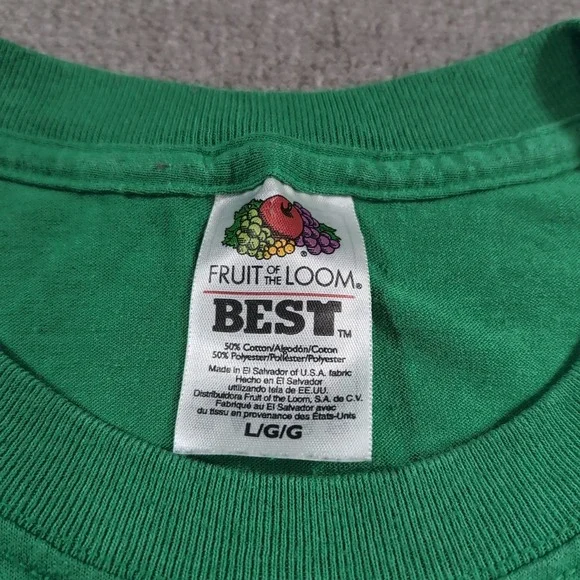 FRUIT OF THE LOOM®
BEST™
50% Cotton/Algodón/Coton
50% Polyester/Poliéster/Polyester
Made in El Salvador of U.S.A. fabric
Hecho en El Salvador
utilizando tela de EE.UU.
Distribuidora Fruit of the Loom, S.A. de C.V.
Fabriqué au El Salvador avec
du tissu en provenance des États-Unis
L/G/G